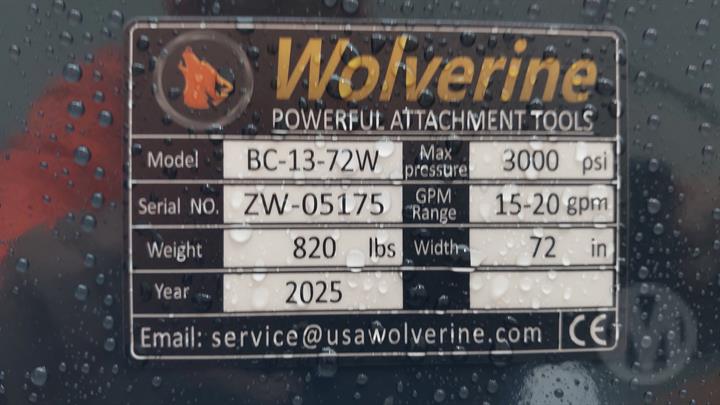 Wolverine
POWERFUL ATTACHMENT TOOLS
Model BC-13-72W Max pressure 3000 psi
Serial NO. ZW-05175 GPM Range 15-20 gpm
Weight 820 lbs Width 72 in
Year 2025
Email: service@usawolverine.com CE